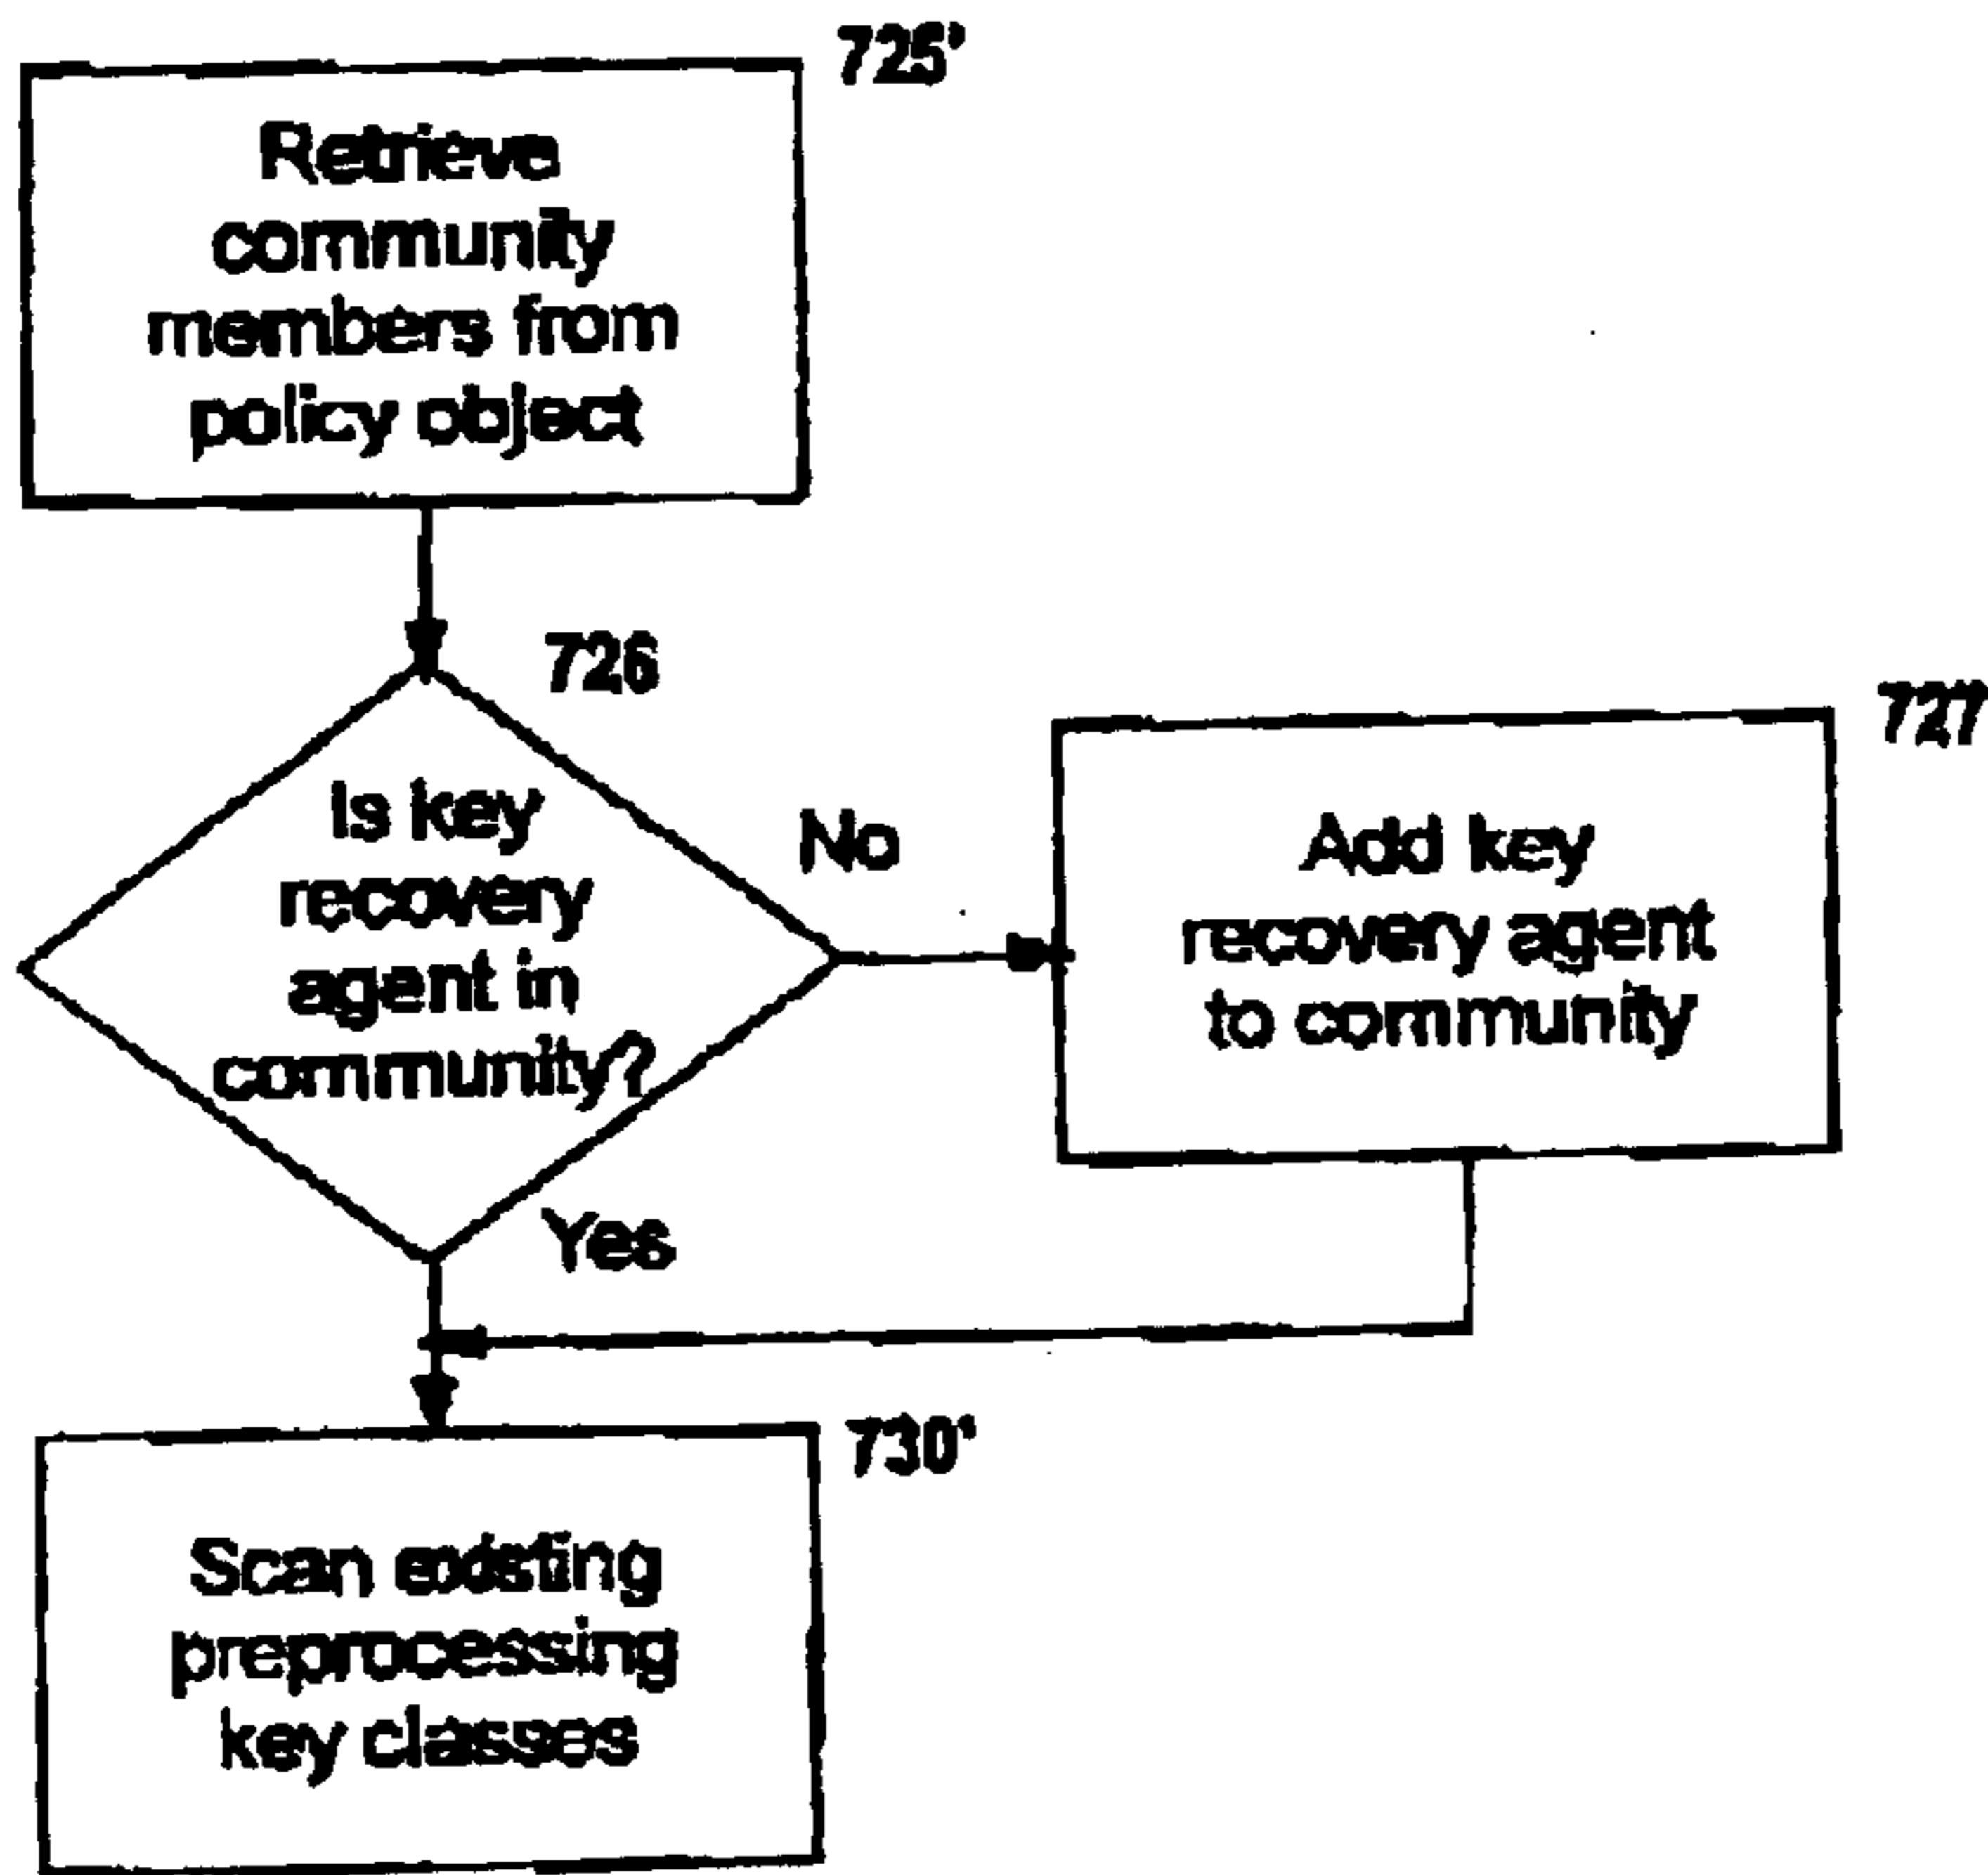 725'
Retrieve
community
members from
policy object
726
Is key
recovery
agent in
community?
No
727
Add key
recovery agent
to community
Yes
730'
Scan existing
preprocessing
key classes